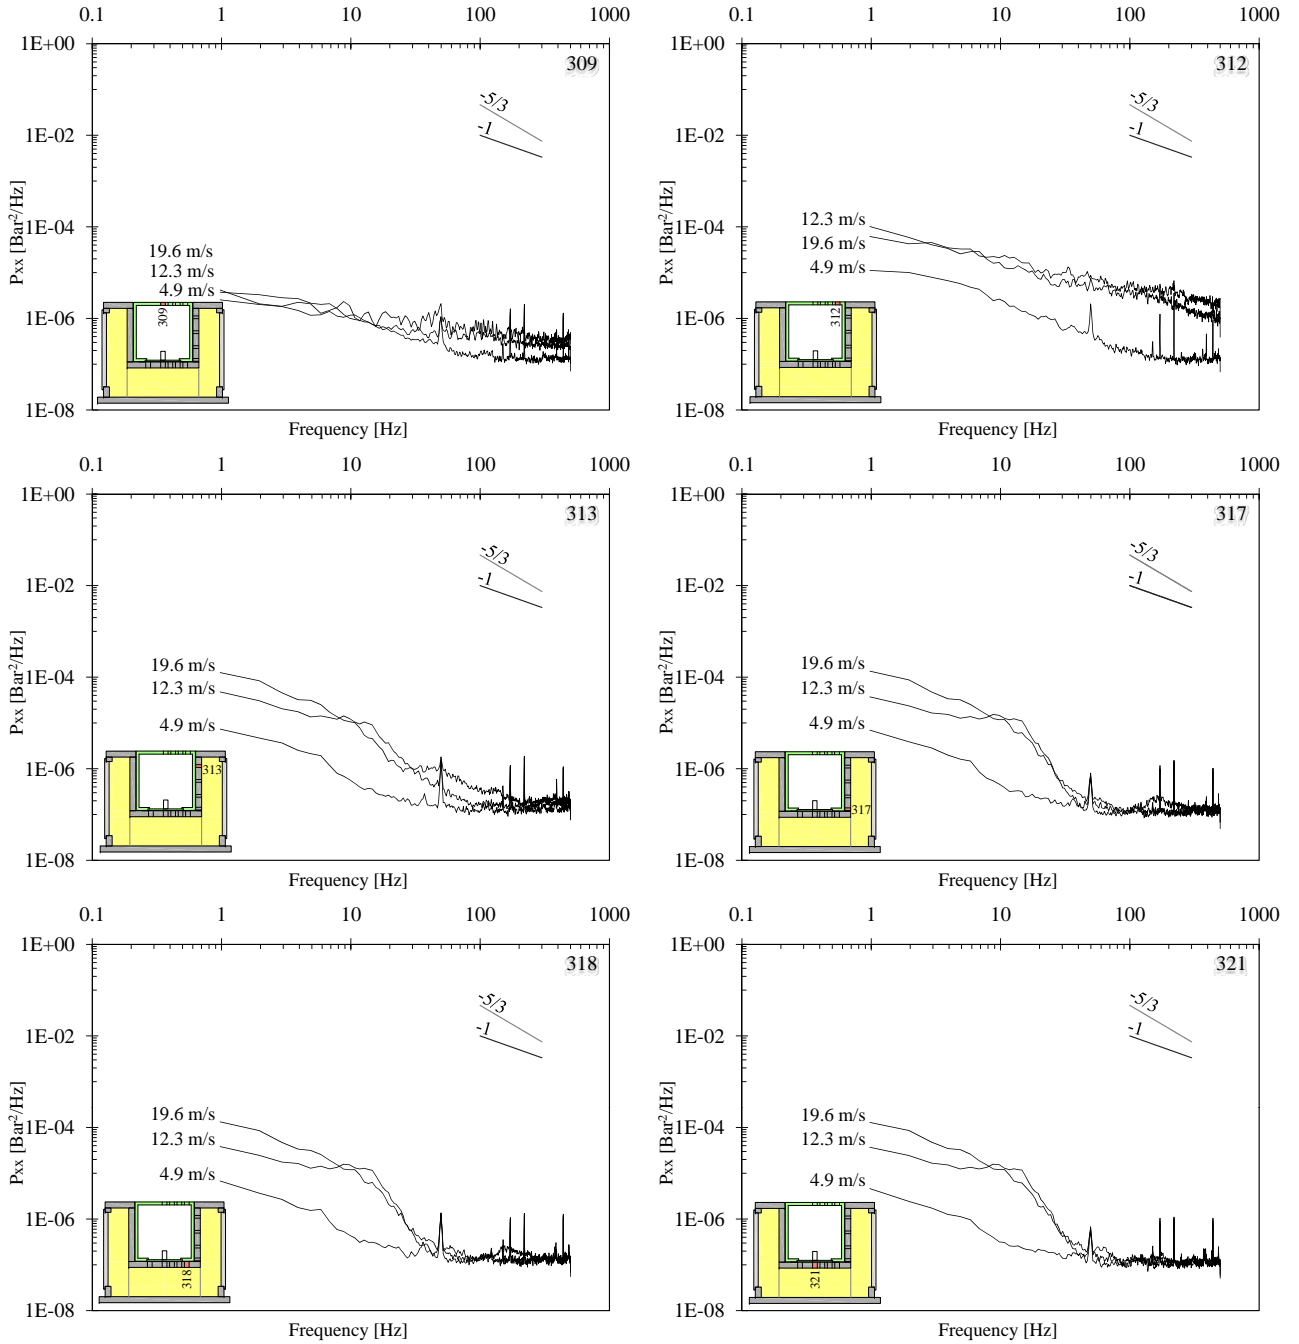 0.1 1 10 100 1000
1E+00
309
-5/3
-1
1E-02
Pxx [Bar²/Hz]
1E-04
19.6 m/s
12.3 m/s
4.9 m/s
309
1E-06
1E-08
Frequency [Hz]
0.1 1 10 100 1000
1E+00
312
-5/3
-1
1E-02
Pxx [Bar²/Hz]
1E-04
12.3 m/s
19.6 m/s
4.9 m/s
312
1E-06
1E-08
Frequency [Hz]
0.1 1 10 100 1000
1E+00
313
-5/3
-1
1E-02
Pxx [Bar²/Hz]
1E-04
19.6 m/s
12.3 m/s
4.9 m/s
313
1E-06
1E-08
Frequency [Hz]
0.1 1 10 100 1000
1E+00
317
-5/3
-1
1E-02
Pxx [Bar²/Hz]
1E-04
19.6 m/s
12.3 m/s
4.9 m/s
317
1E-06
1E-08
Frequency [Hz]
0.1 1 10 100 1000
1E+00
318
-5/3
-1
1E-02
Pxx [Bar²/Hz]
1E-04
19.6 m/s
12.3 m/s
4.9 m/s
318
1E-06
1E-08
Frequency [Hz]
0.1 1 10 100 1000
1E+00
321
-5/3
-1
1E-02
Pxx [Bar²/Hz]
1E-04
19.6 m/s
12.3 m/s
4.9 m/s
321
1E-06
1E-08
Frequency [Hz]